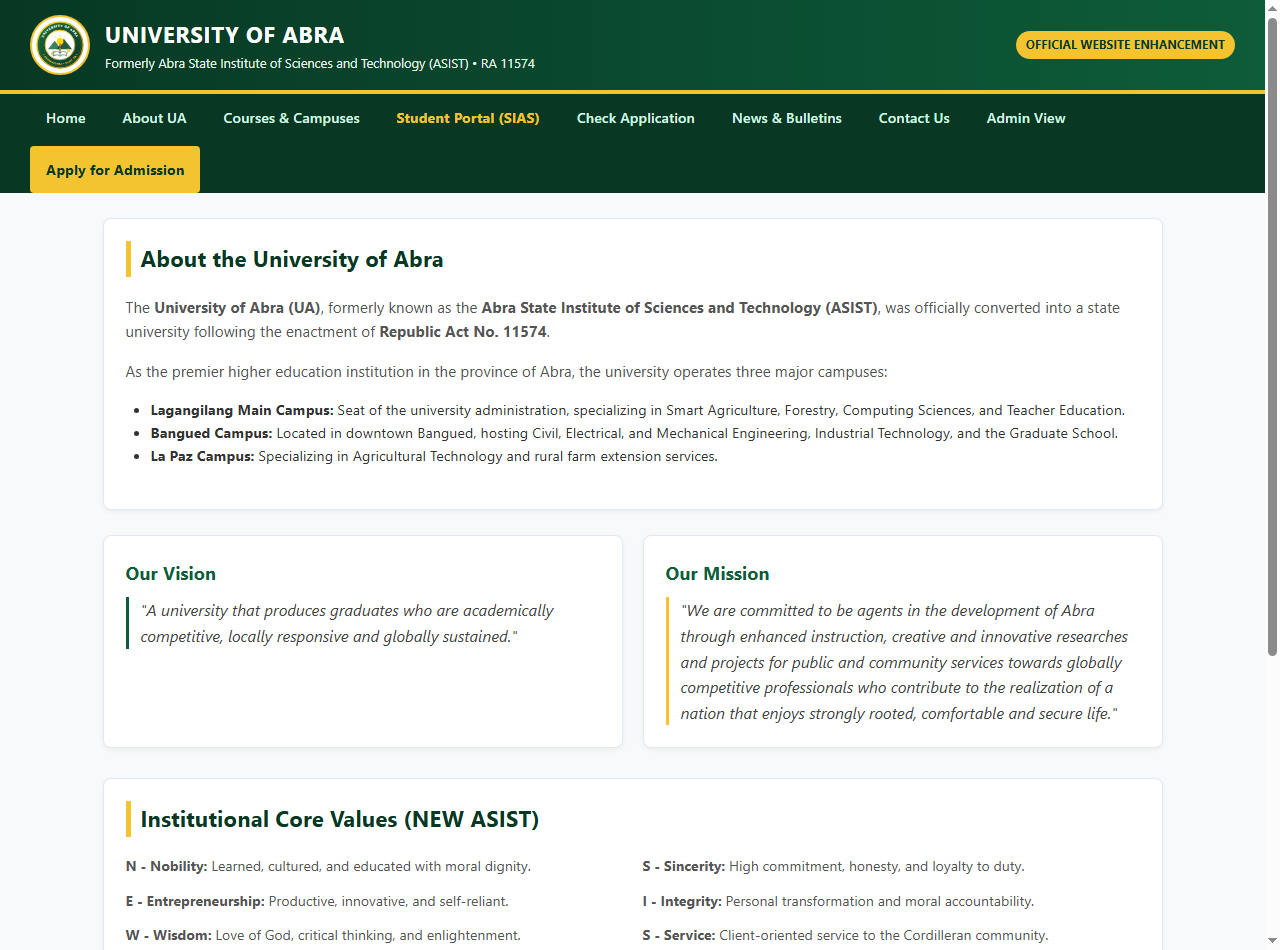 UNIVERSITY OF ABRA
Formerly Abra State Institute of Sciences and Technology (ASIST) • RA 11574
OFFICIAL WEBSITE ENHANCEMENT
Home
About UA
Courses & Campuses
Student Portal (SIAS)
Check Application
News & Bulletins
Contact Us
Admin View
Apply for Admission
About the University of Abra
The University of Abra (UA), formerly known as the Abra State Institute of Sciences and Technology (ASIST), was officially converted into a state
university following the enactment of Republic Act No. 11574.
As the premier higher education institution in the province of Abra, the university operates three major campuses:
• Lagangilang Main Campus: Seat of the university administration, specializing in Smart Agriculture, Forestry, Computing Sciences, and Teacher Education.
• Bangued Campus: Located in downtown Bangued, hosting Civil, Electrical, and Mechanical Engineering, Industrial Technology, and the Graduate School.
• La Paz Campus: Specializing in Agricultural Technology and rural farm extension services.
Our Vision
"A university that produces graduates who are academically
competitive, locally responsive and globally sustained."
Our Mission
"We are committed to be agents in the development of Abra
through enhanced instruction, creative and innovative researches
and projects for public and community services towards globally
competitive professionals who contribute to the realization of a
nation that enjoys strongly rooted, comfortable and secure life."
Institutional Core Values (NEW ASIST)
N - Nobility: Learned, cultured, and educated with moral dignity.
E - Entrepreneurship: Productive, innovative, and self-reliant.
W - Wisdom: Love of God, critical thinking, and enlightenment.
S - Sincerity: High commitment, honesty, and loyalty to duty.
I - Integrity: Personal transformation and moral accountability.
S - Service: Client-oriented service to the Cordilleran community.